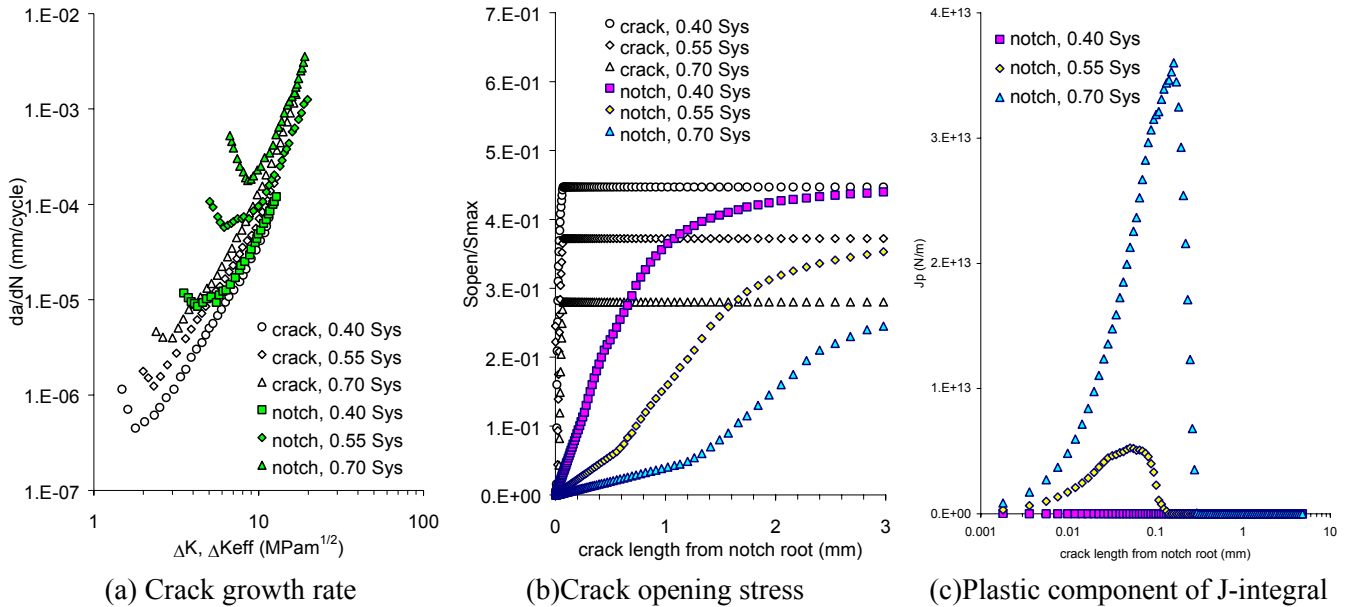 1.E-02
1.E-03
1.E-04
1.E-05
1.E-06
1.E-07
da/dN (mm/cycle)
crack, 0.40 Sys
crack, 0.55 Sys
crack, 0.70 Sys
notch, 0.40 Sys
notch, 0.55 Sys
notch, 0.70 Sys
1
10
100
ΔK, ΔKeff (MPam^1/2)
(a) Crack growth rate
7.E-01
6.E-01
5.E-01
4.E-01
3.E-01
2.E-01
1.E-01
0.E+00
Sopen/Smax
crack, 0.40 Sys
crack, 0.55 Sys
crack, 0.70 Sys
notch, 0.40 Sys
notch, 0.55 Sys
notch, 0.70 Sys
0
1
2
3
crack length from notch root (mm)
(b)Crack opening stress
4.E+13
3.E+13
2.E+13
1.E+13
0.E+00
Jp (N/m)
notch, 0.40 Sys
notch, 0.55 Sys
notch, 0.70 Sys
0.001
0.01
0.1
1
10
crack length from notch root (mm)
(c)Plastic component of J-integral